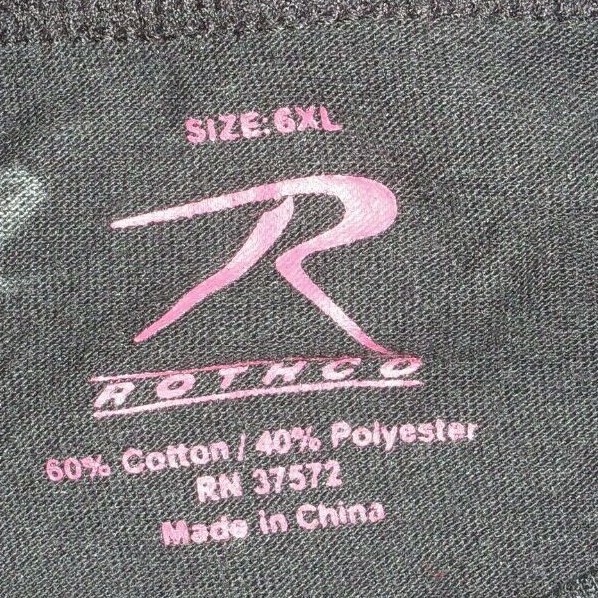 SIZE: 6XL
R
ROTHCO
60% Cotton / 40% Polyester
RN 37572
Made in China